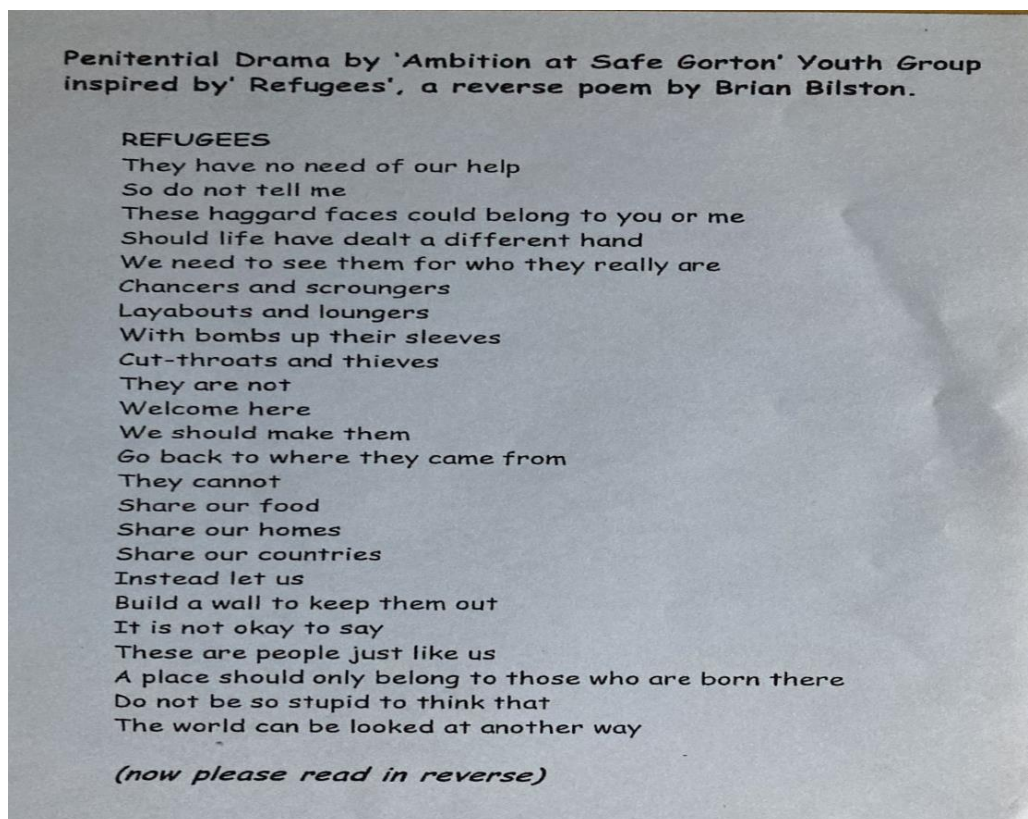 Penitential Drama by 'Ambition at Safe Gorton' Youth Group
inspired by' Refugees', a reverse poem by Brian Bilston.
REFUGEES
They have no need of our help
So do not tell me
These haggard faces could belong to you or me
Should life have dealt a different hand
We need to see them for who they really are
Chancers and scroungers
Layabouts and loungers
With bombs up their sleeves
Cut-throats and thieves
They are not
Welcome here
We should make them
Go back to where they came from
They cannot
Share our food
Share our homes
Share our countries
Instead let us
Build a wall to keep them out
It is not okay to say
These are people just like us
A place should only belong to those who are born there
Do not be so stupid to think that
The world can be looked at another way
(now please read in reverse)